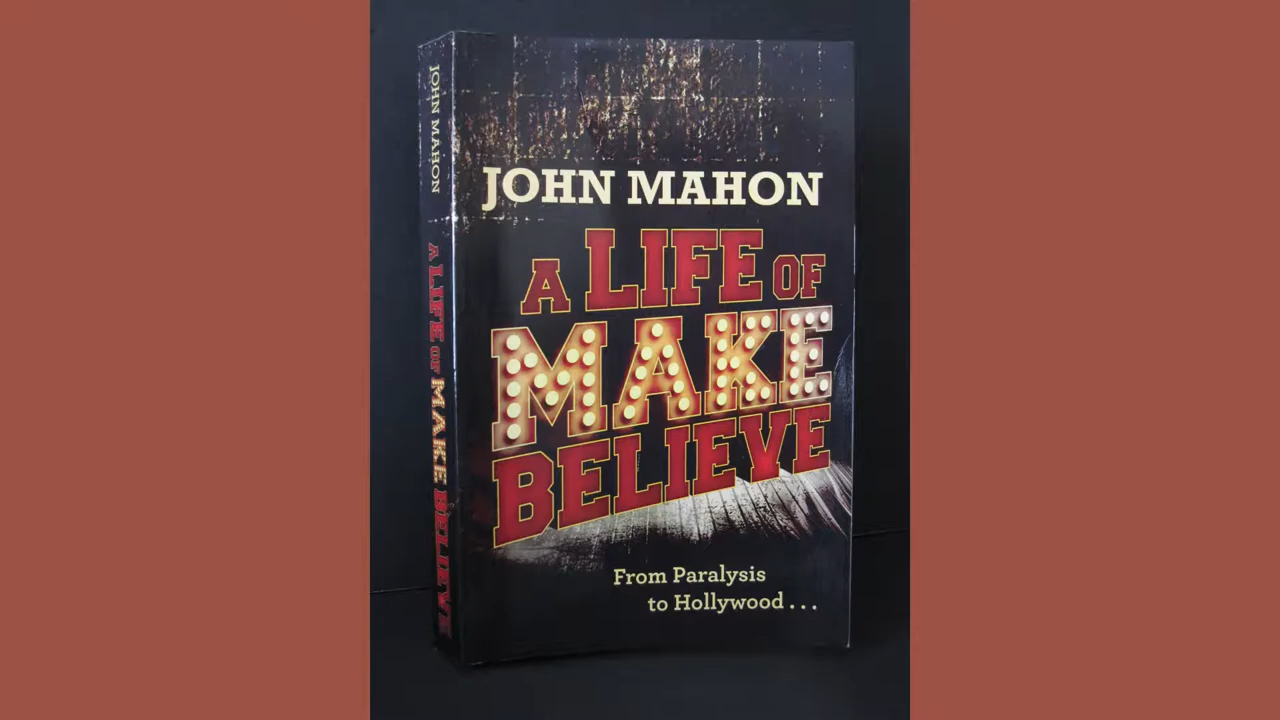 JOHN MAHON
A LIFE OF MAKE BELIEVE
JOHN MAHON
A LIFE OF
MAKE
BELIEVE
From Paralysis
to Hollywood . . .